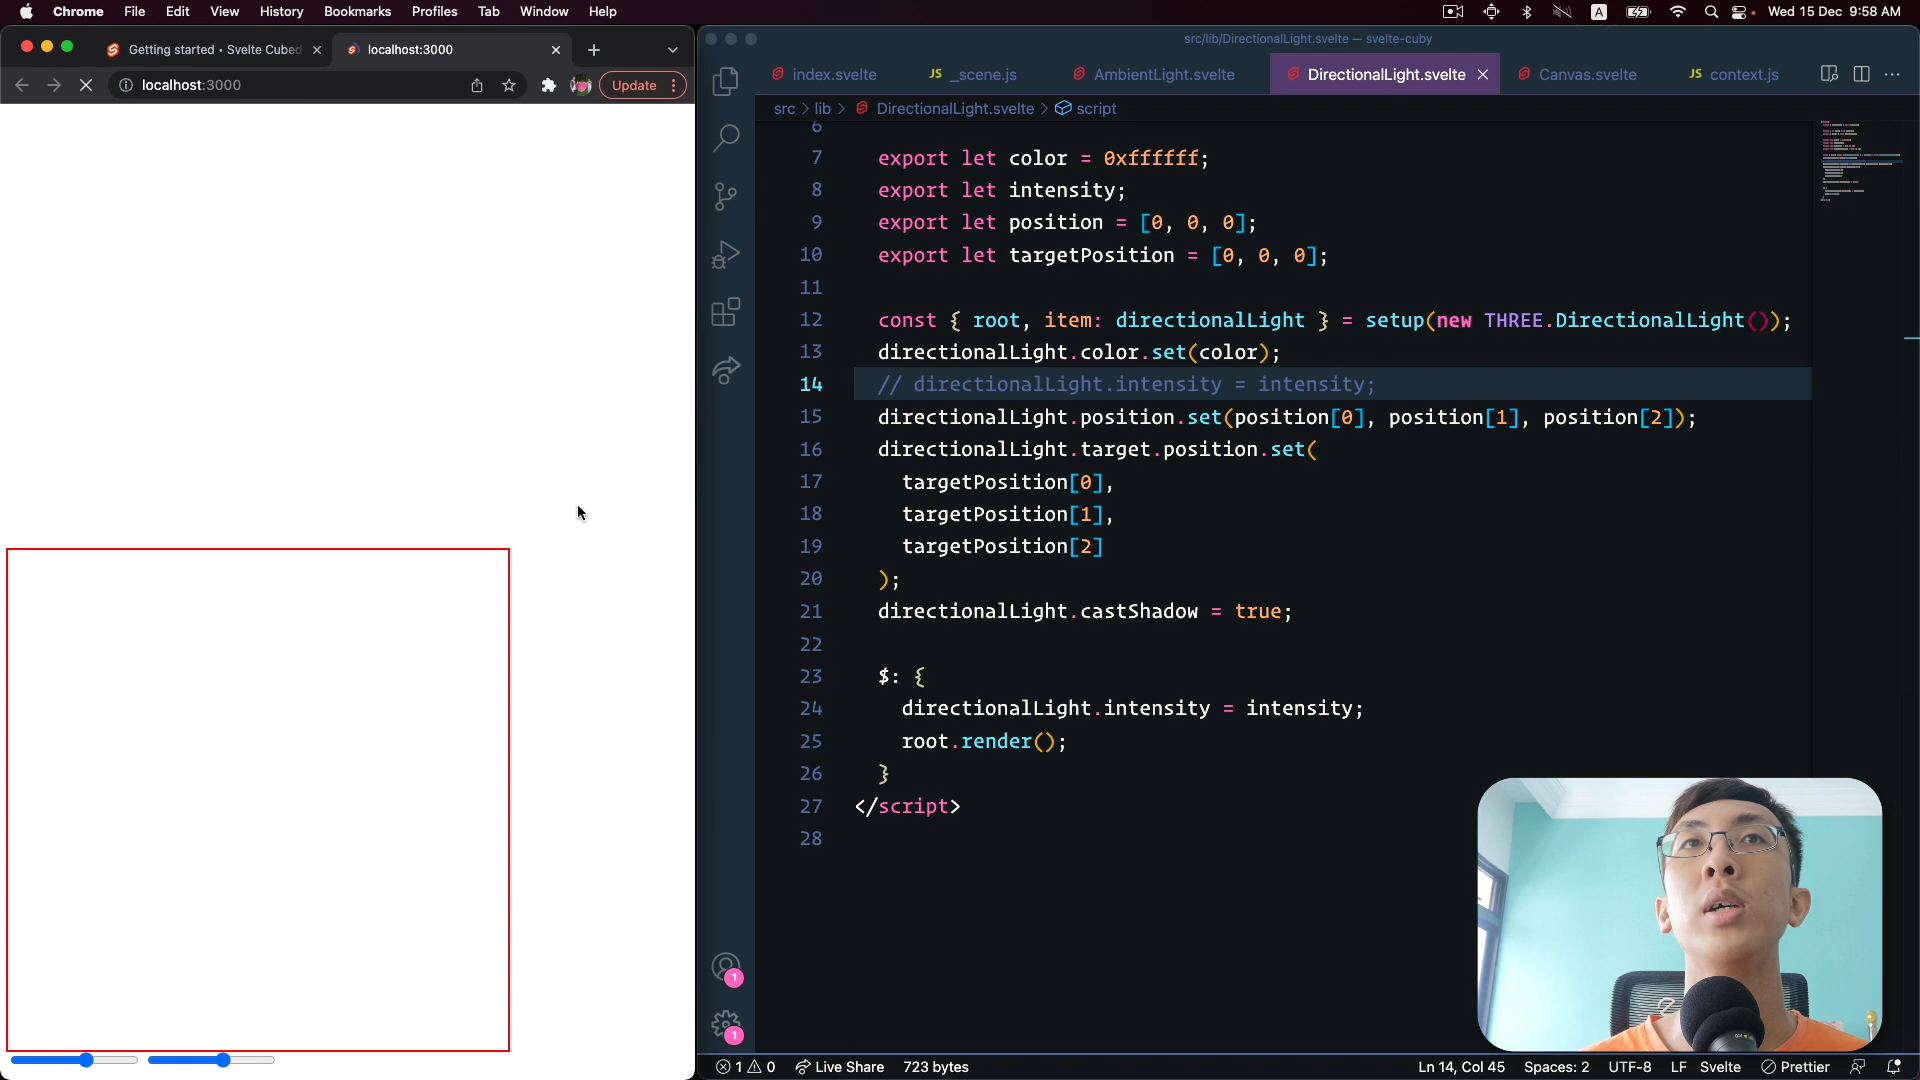 Chrome File Edit View History Bookmarks Profiles Tab Window Help
A Wed 15 Dec 9:58 AM
Getting started • Svelte Cubed
localhost:3000
localhost:3000
Update
src/lib/DirectionalLight.svelte — svelte-cuby
index.svelte
JS _scene.js
AmbientLight.svelte
DirectionalLight.svelte
Canvas.svelte
JS context.js
src > lib > DirectionalLight.svelte > script
6
7 export let color = 0xffffff;
8 export let intensity;
9 export let position = [0, 0, 0];
10 export let targetPosition = [0, 0, 0];
11
12 const { root, item: directionalLight } = setup(new THREE.DirectionalLight());
13 directionalLight.color.set(color);
14 // directionalLight.intensity = intensity;
15 directionalLight.position.set(position[0], position[1], position[2]);
16 directionalLight.target.position.set(
17 targetPosition[0],
18 targetPosition[1],
19 targetPosition[2]
20 );
21 directionalLight.castShadow = true;
22
23 $: {
24 directionalLight.intensity = intensity;
25 root.render();
26 }
27 </script>
28
1
1
1 0 Live Share 723 bytes
Ln 14, Col 45 Spaces: 2 UTF-8 LF Svelte Prettier